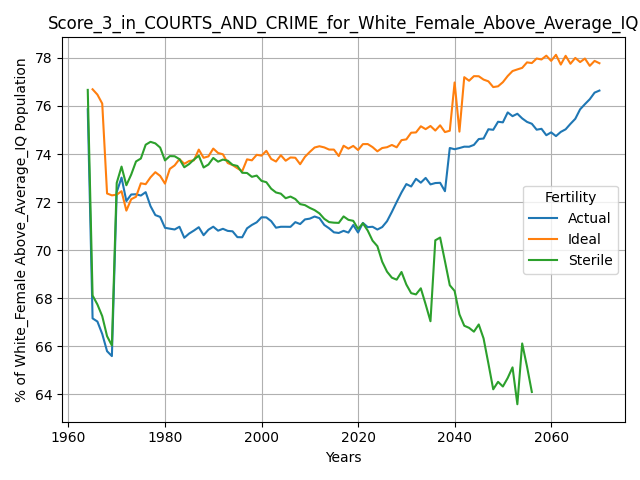 Score_3_in_COURTS_AND_CRIME_for_White_Female_Above_Average_IQ
% of White_Female Above_Average_IQ Population
78
76
74
72
70
68
66
64
Fertility
Actual
Ideal
Sterile
1960 1980 2000 2020 2040 2060
Years